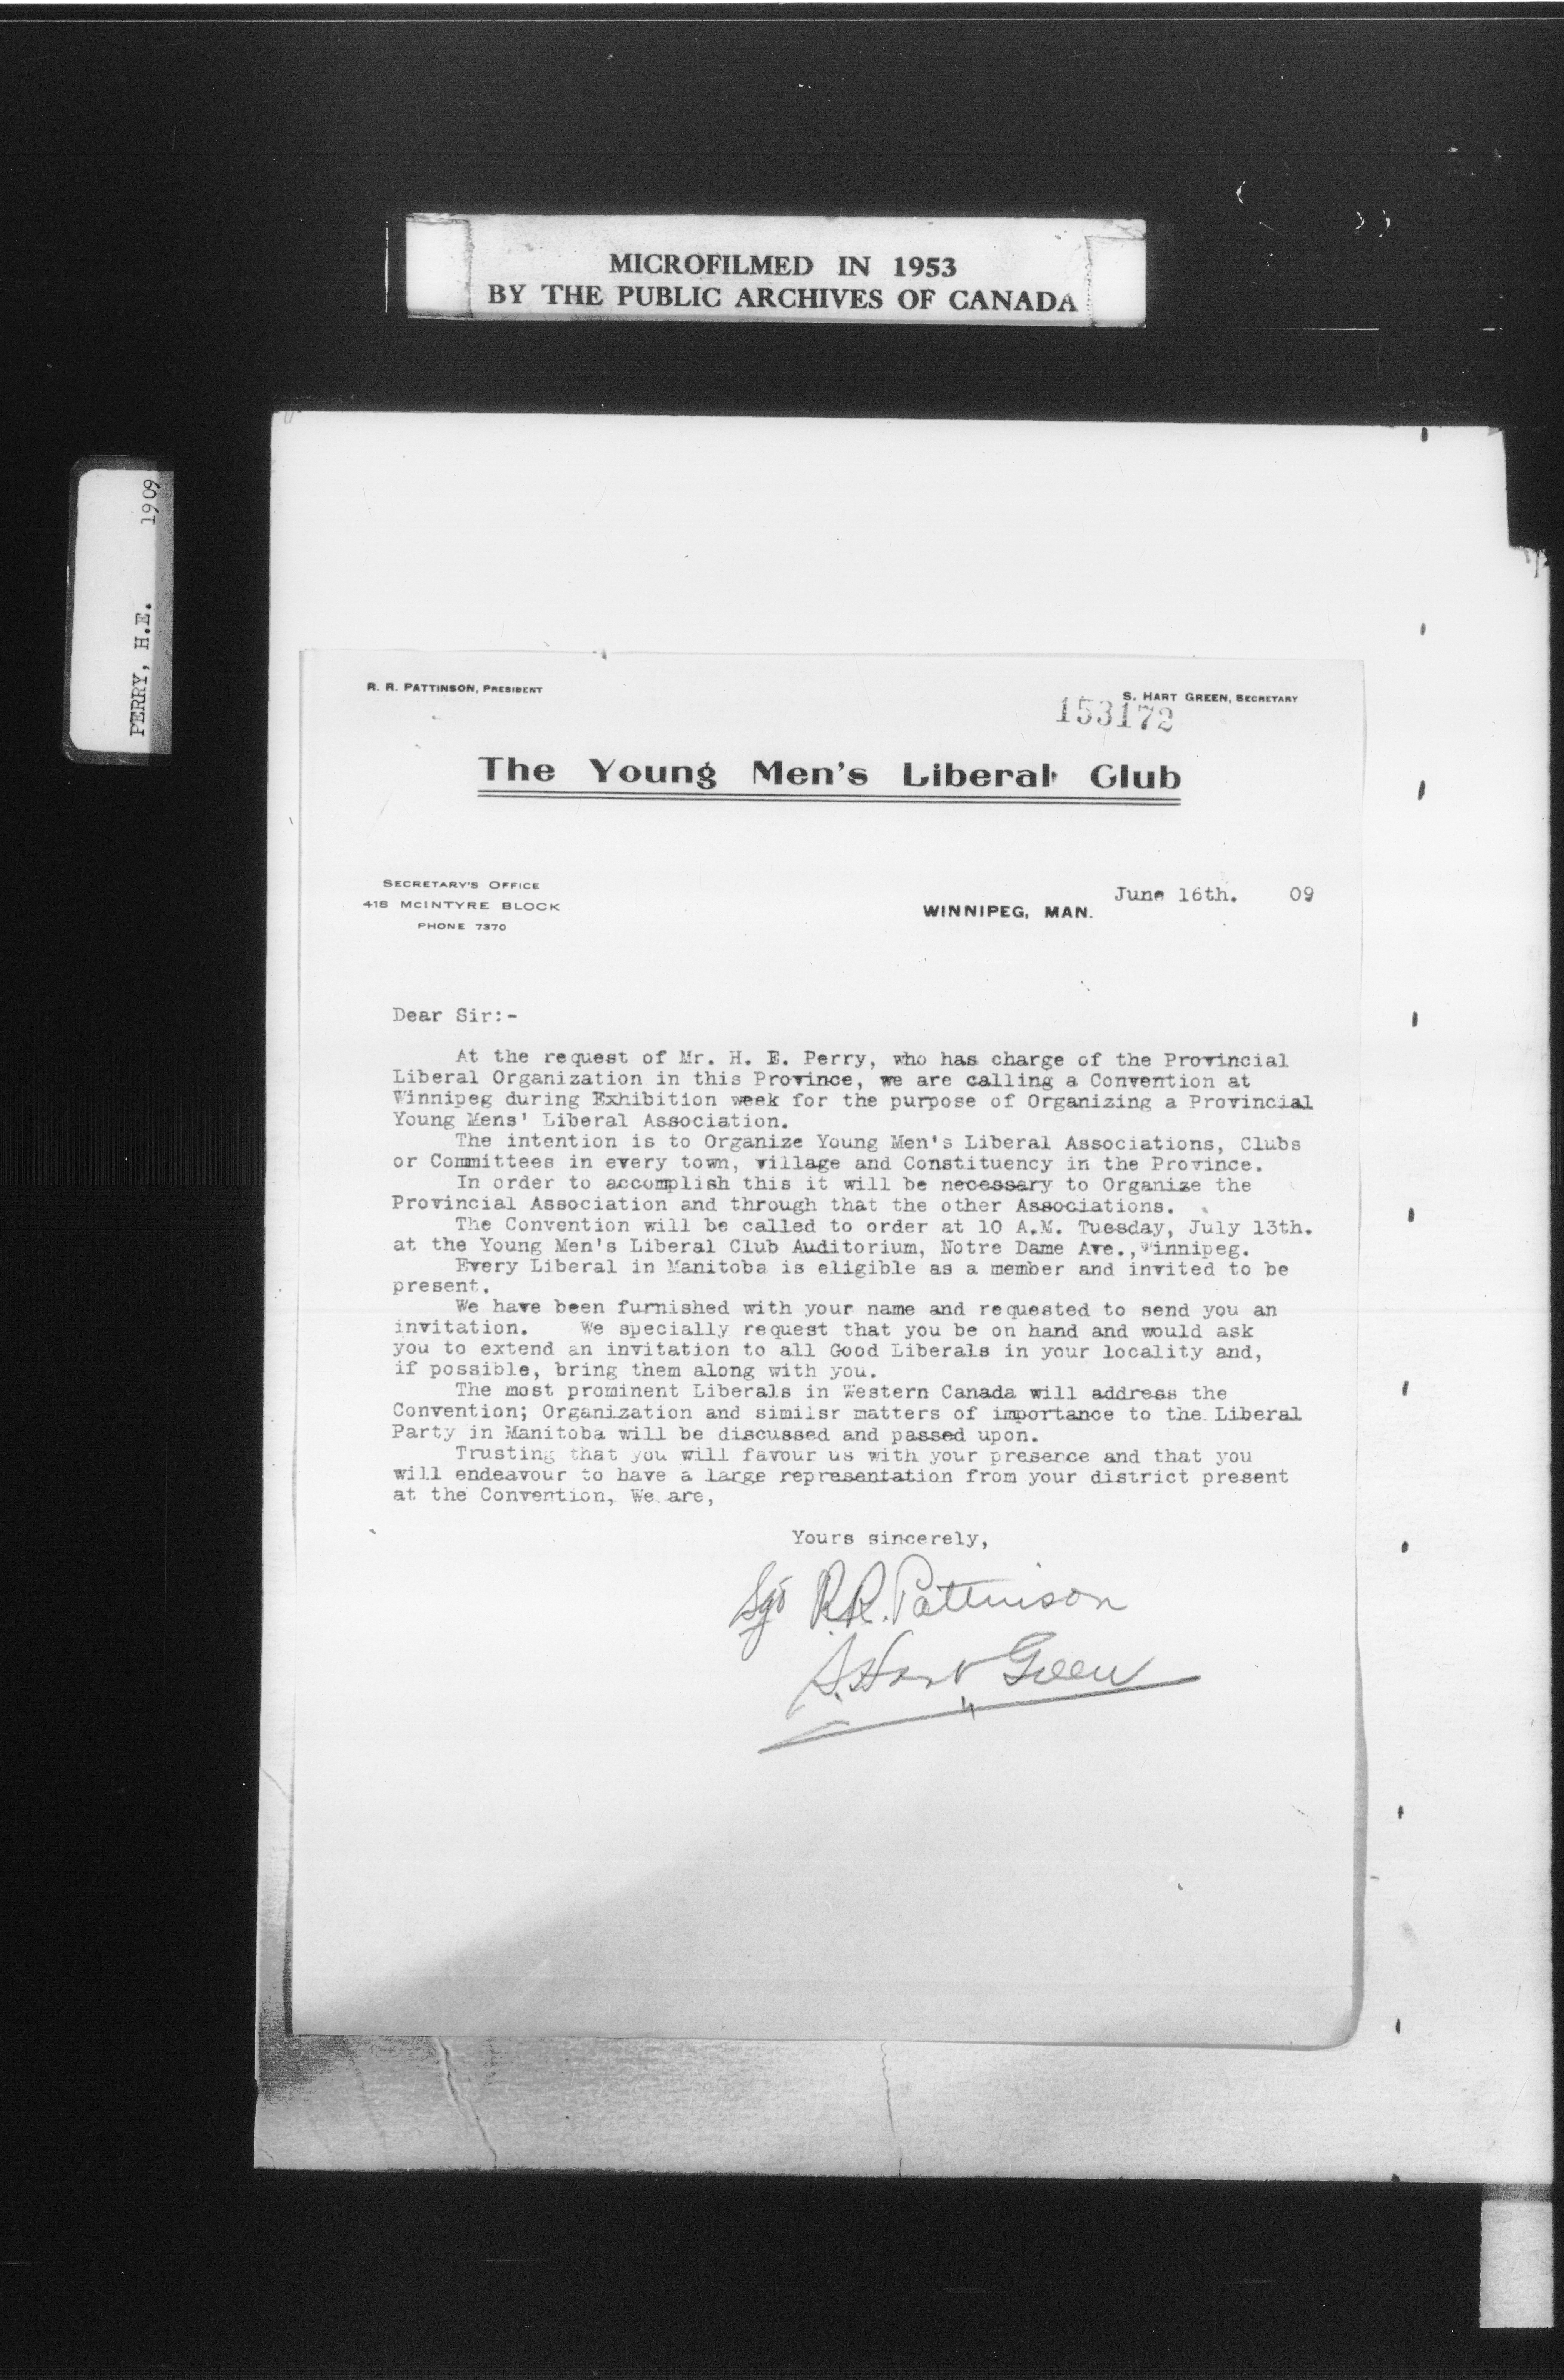 MICROFILMED IN 1953
BY THE PUBLIC ARCHIVES OF CANADA
PERRY, H.E. 1909
R. R. PATTINSON, PRESIDENT
S. HART GREEN, SECRETARY
153172
The Young Men's Liberal Club
SECRETARY'S OFFICE
418 MCINTYRE BLOCK
PHONE 7370
WINNIPEG, MAN. June 16th. 09
Dear Sir:-
At the request of Mr. H. E. Perry, who has charge of the Provincial
Liberal Organization in this Province, we are calling a Convention at
Winnipeg during Exhibition week for the purpose of Organizing a Provincial
Young Mens' Liberal Association.
The intention is to Organize Young Men's Liberal Associations, Clubs
or Committees in every town, village and Constituency in the Province.
In order to accomplish this it will be necessary to Organize the
Provincial Association and through that the other Associations.
The Convention will be called to order at 10 A.M. Tuesday, July 13th.
at the Young Men's Liberal Club Auditorium, Notre Dame Ave., Winnipeg.
Every Liberal in Manitoba is eligible as a member and invited to be
present.
We have been furnished with your name and requested to send you an
invitation. We specially request that you be on hand and would ask
you to extend an invitation to all Good Liberals in your locality and,
if possible, bring them along with you.
The most prominent Liberals in Western Canada will address the
Convention; Organization and similsr matters of importance to the Liberal
Party in Manitoba will be discussed and passed upon.
Trusting that you will favour us with your presence and that you
will endeavour to have a large representation from your district present
at the Convention, We are,
Yours sincerely,
Sgd R.R. Pattinson
S. Hart Green